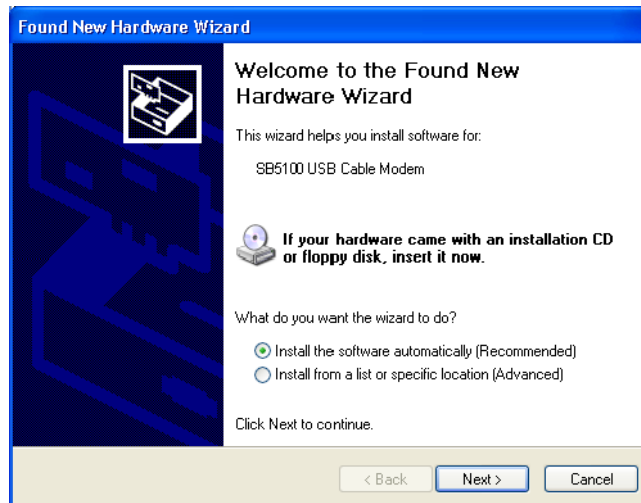 Found New Hardware Wizard
Welcome to the Found New
Hardware Wizard
This wizard helps you install software for:
SB5100 USB Cable Modem
If your hardware came with an installation CD
or floppy disk, insert it now.
What do you want the wizard to do?
Install the software automatically (Recommended)
Install from a list or specific location (Advanced)
Click Next to continue.
< Back Next > Cancel